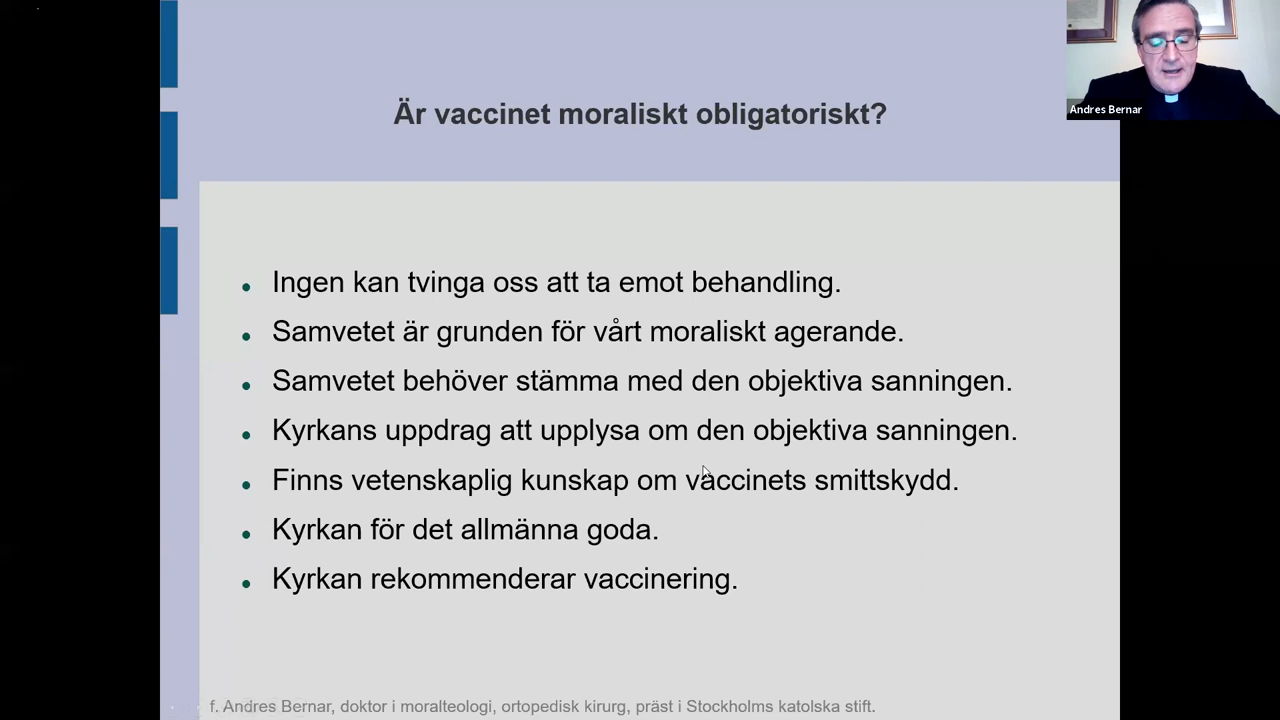 Är vaccinet moraliskt obligatoriskt?
Andres Bernar
Ingen kan tvinga oss att ta emot behandling.
Samvetet är grunden för vårt moraliskt agerande.
Samvetet behöver stämma med den objektiva sanningen.
Kyrkans uppdrag att upplysa om den objektiva sanningen.
Finns vetenskaplig kunskap om vaccinets smittskydd.
Kyrkan för det allmänna goda.
Kyrkan rekommenderar vaccinering.
f. Andres Bernar, doktor i moralteologi, ortopedisk kirurg, präst i Stockholms katolska stift.